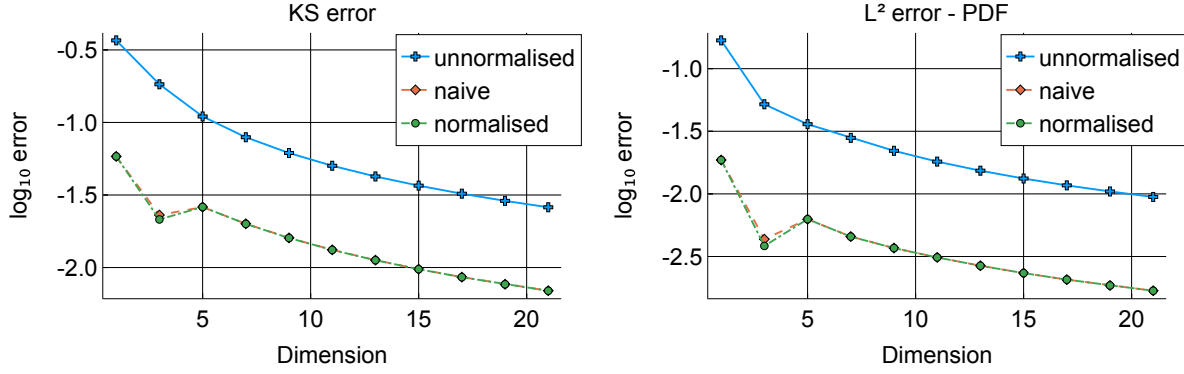 KS error
-0.5
-1.0
-1.5
-2.0
log₁₀ error
unnormalised
naive
normalised
5
10
15
20
Dimension
L² error - PDF
-1.0
-1.5
-2.0
-2.5
log₁₀ error
unnormalised
naive
normalised
5
10
15
20
Dimension